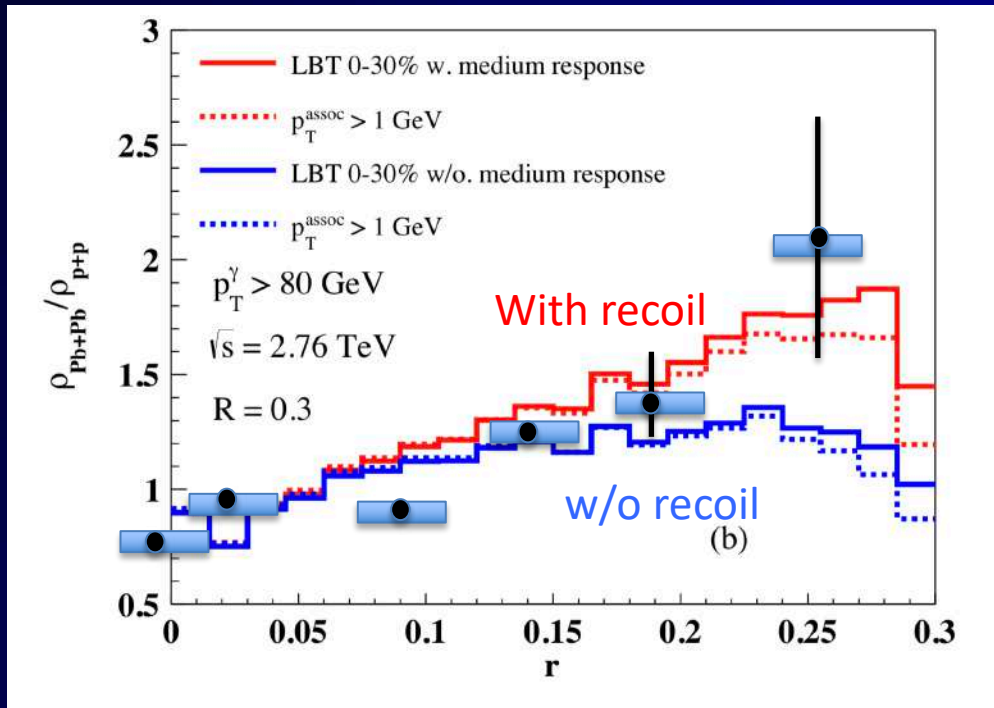 3
LBT 0-30% w. medium response
p_T^assoc > 1 GeV
2.5
LBT 0-30% w/o. medium response
p_T^assoc > 1 GeV
2
p_T^γ > 80 GeV
With recoil
√s = 2.76 TeV
1.5
R = 0.3
1
w/o recoil
(b)
0.5
0 0.05 0.1 0.15 0.2 0.25 0.3
r
ρ_Pb+Pb/ρ_p+p